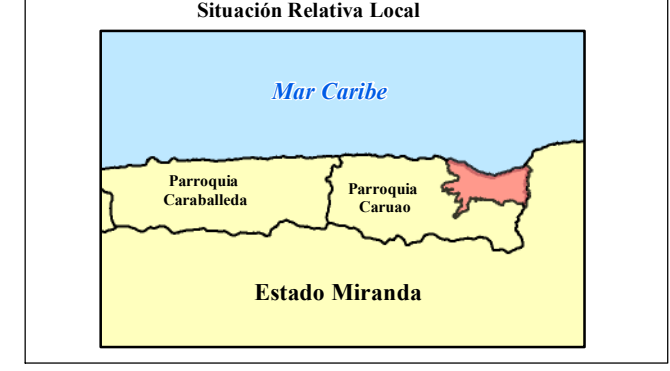 Situación Relativa Local
Mar Caribe
Parroquia
Caraballeda
Parroquia
Caruao
Estado Miranda